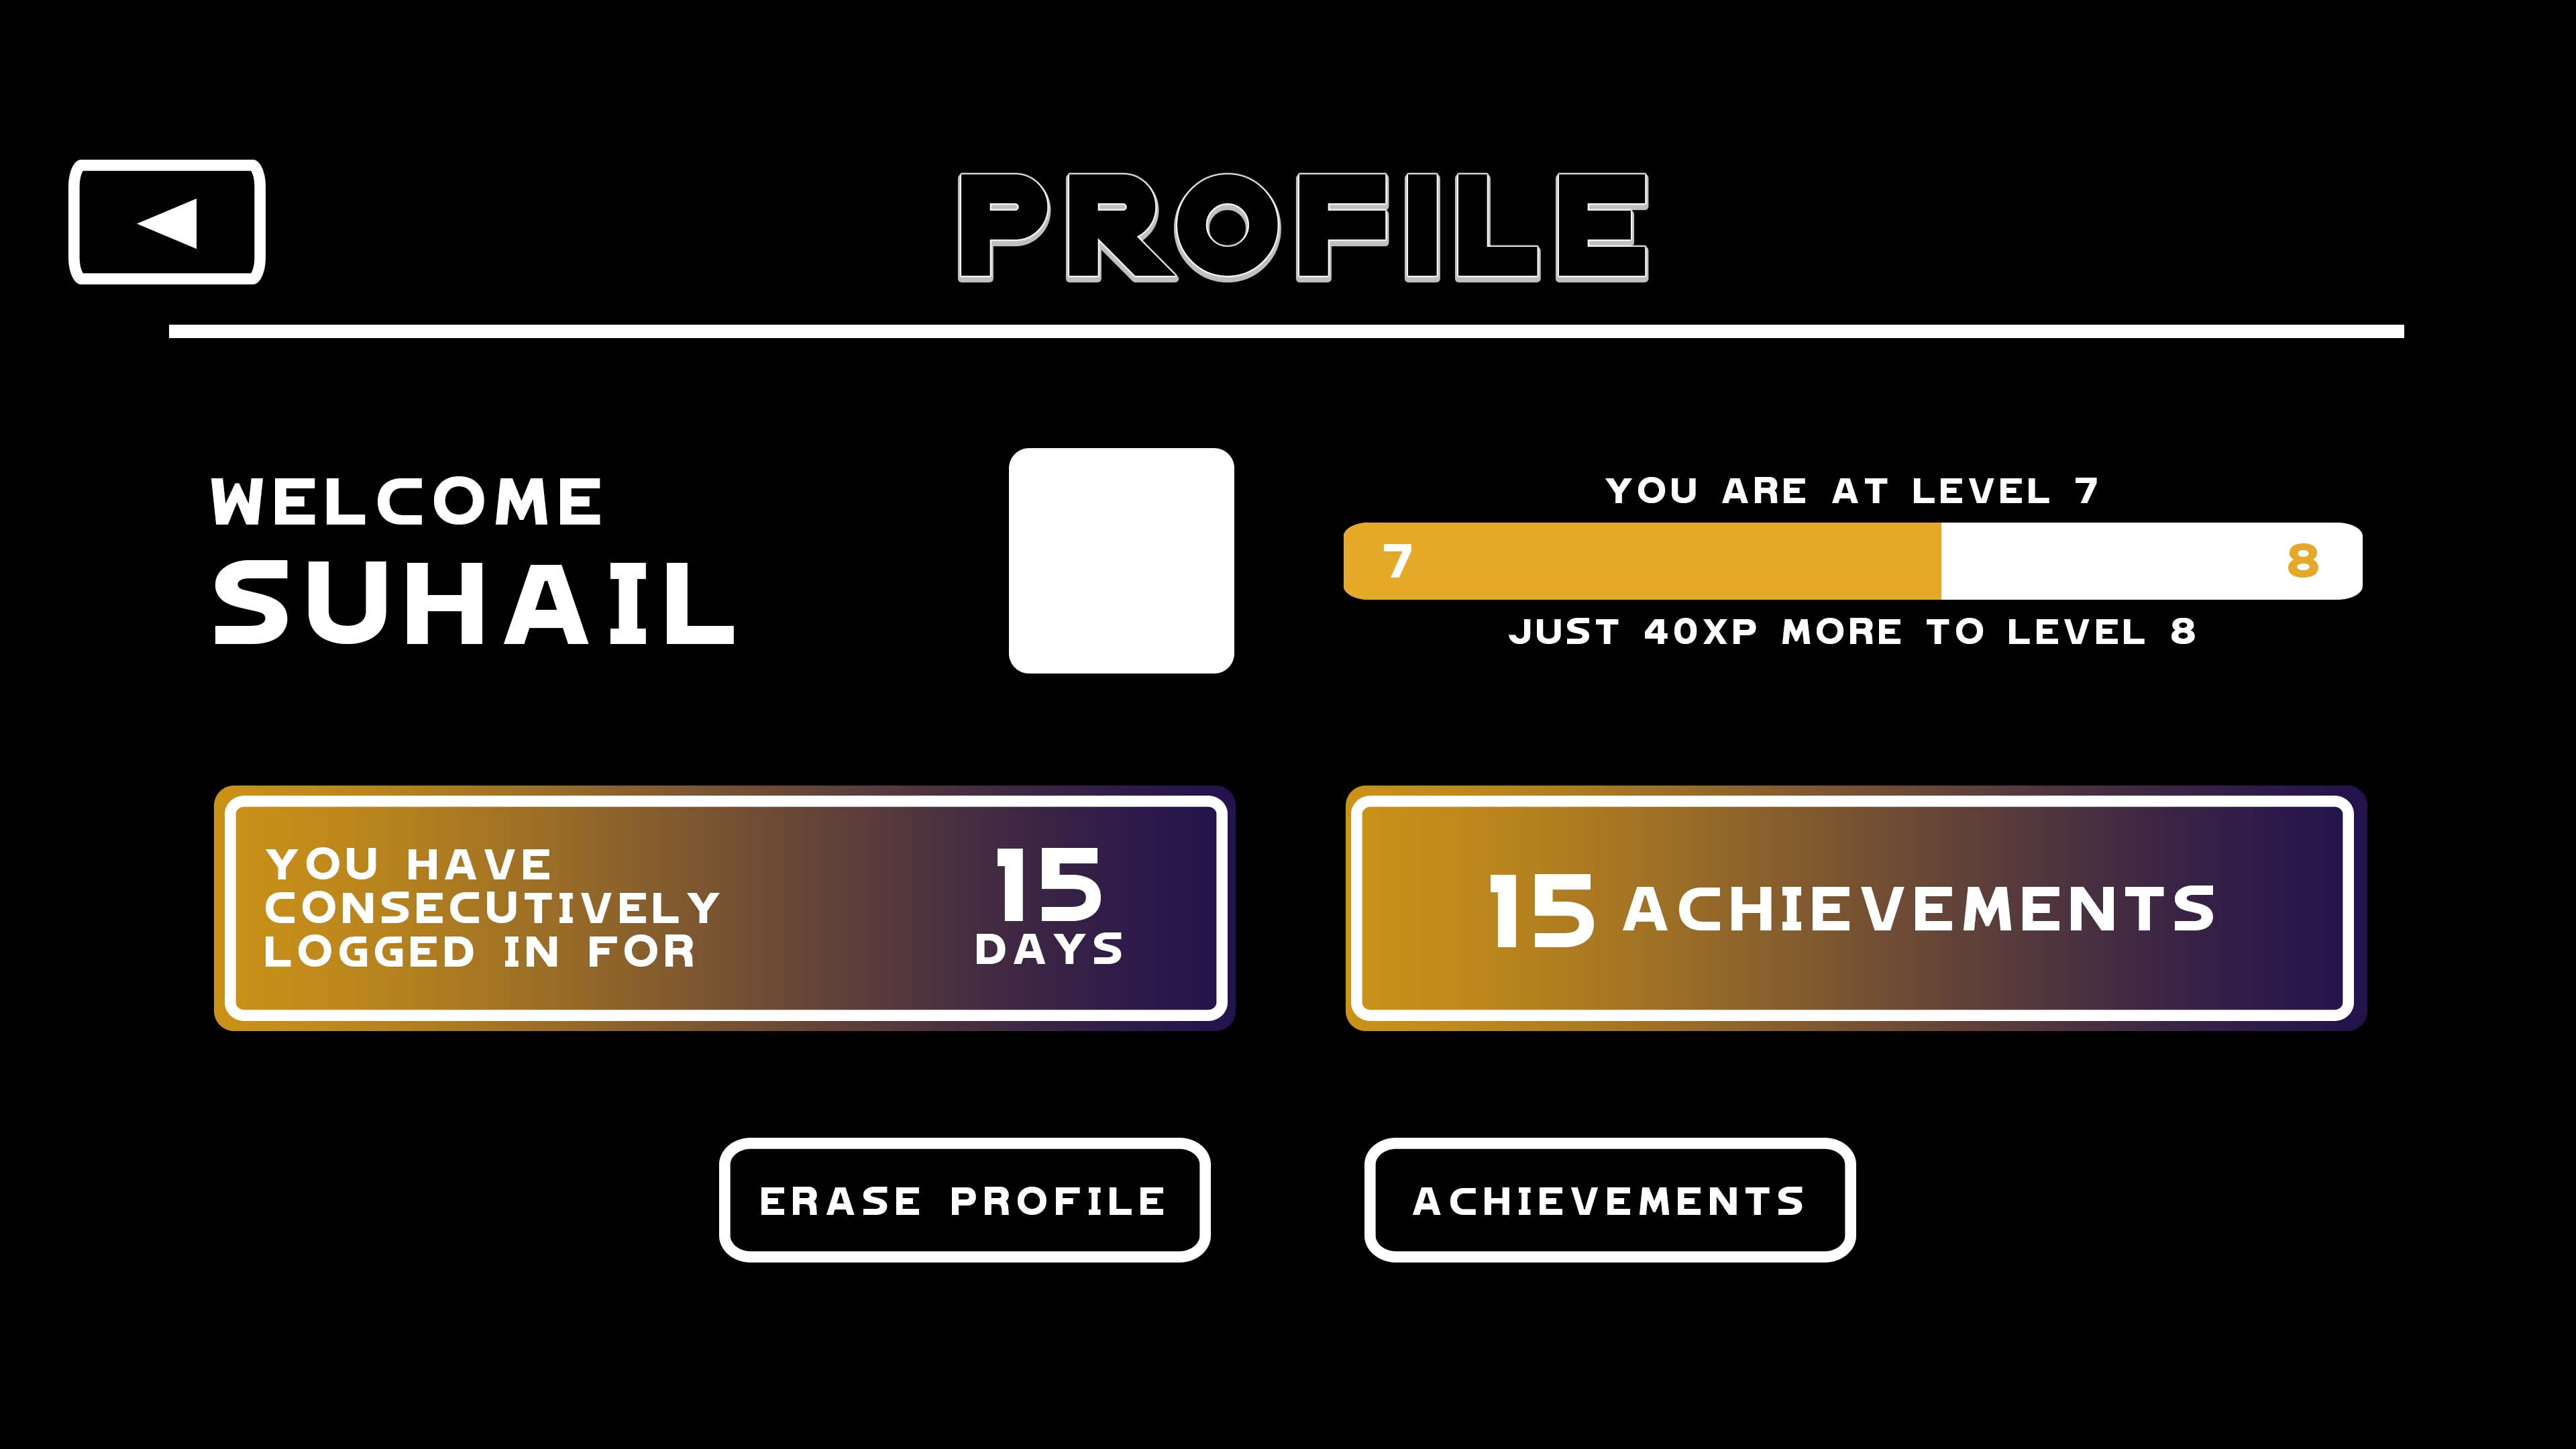 PROFILE
WELCOME
SUHAIL
YOU ARE AT LEVEL 7
7 8
JUST 40XP MORE TO LEVEL 8
YOU HAVE
CONSECUTIVELY
LOGGED IN FOR
15
DAYS
15 ACHIEVEMENTS
ERASE PROFILE
ACHIEVEMENTS